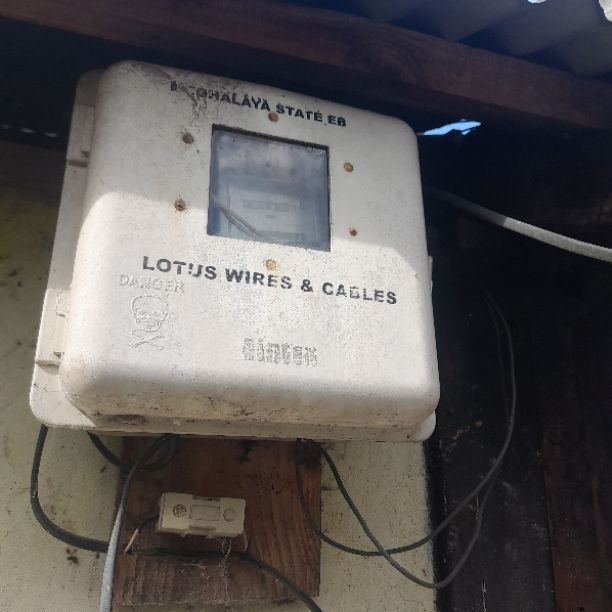 STATE EB
LOTUS WIRES & CABLES
DANGER